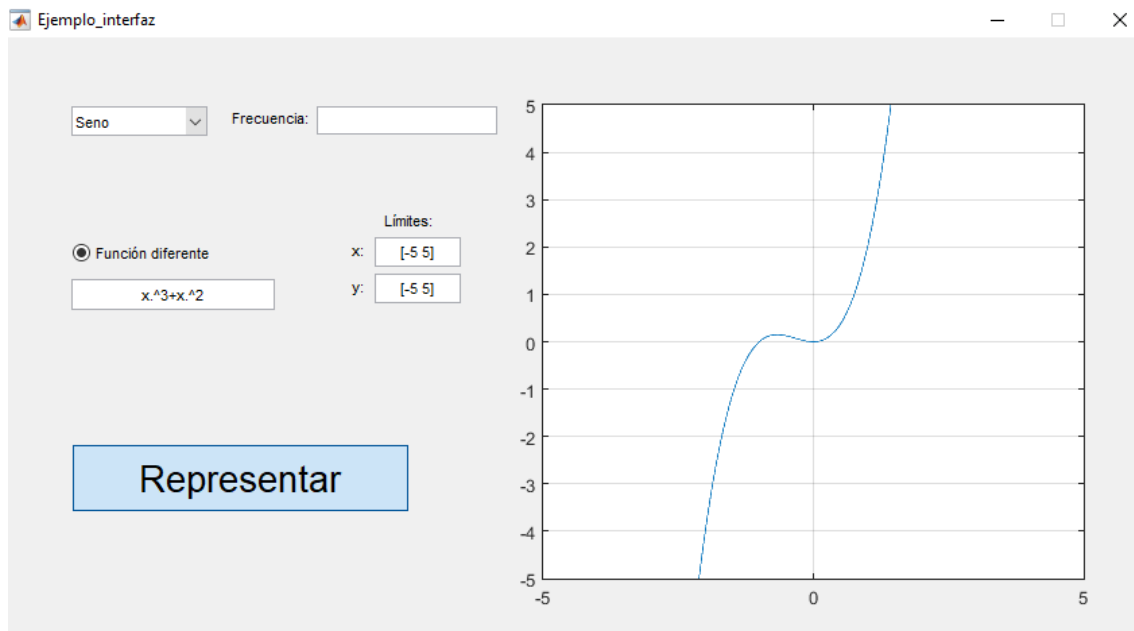 Ejemplo_interfaz
Seno
Frecuencia:
Límites:
Función diferente
x: [-5 5]
x.^3+x.^2
y: [-5 5]
Representar
5
4
3
2
1
0
-1
-2
-3
-4
-5
-5 0 5